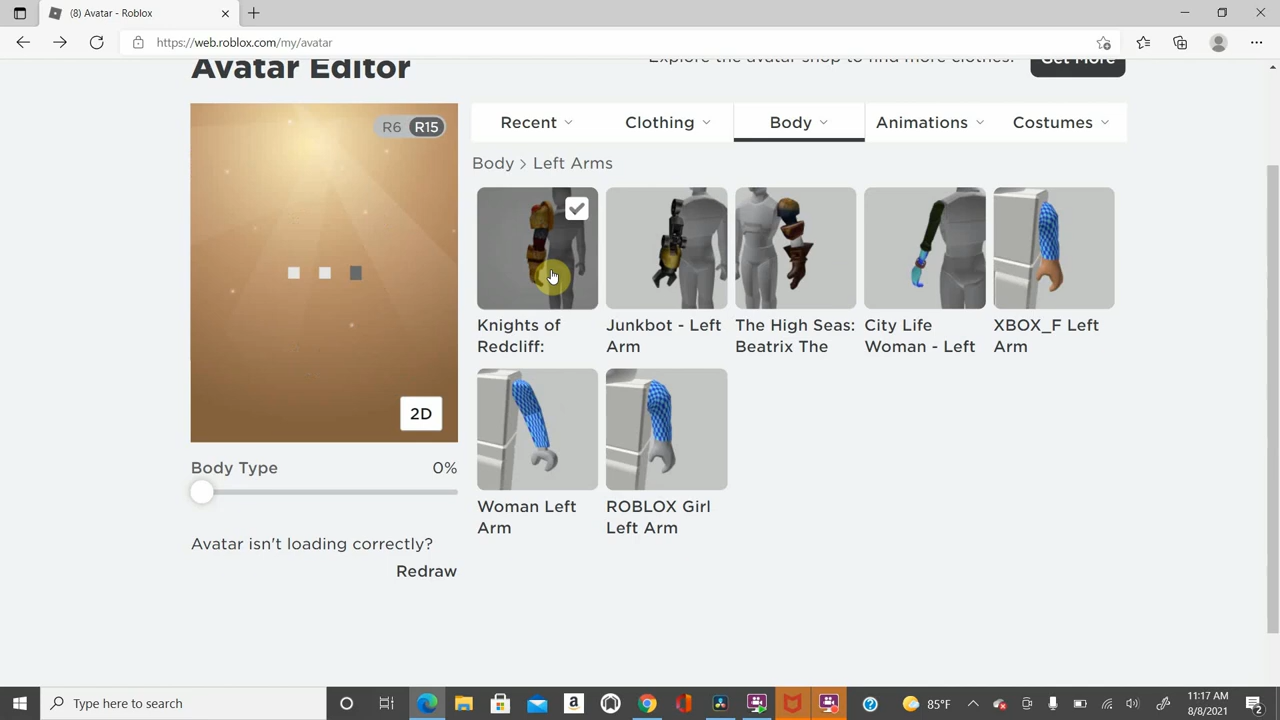 (8) Avatar - Roblox
https://web.roblox.com/my/avatar
Avatar Editor
Explore the avatar shop to find more clothes!
Get More
R6 R15
2D
Body Type 0%
Avatar isn't loading correctly?
Redraw
Recent Clothing Body Animations Costumes
Body > Left Arms
Knights of
Redcliff:
Junkbot - Left
Arm
The High Seas:
Beatrix The
City Life
Woman - Left
XBOX_F Left
Arm
Woman Left
Arm
ROBLOX Girl
Left Arm
Type here to search
85°F
11:17 AM
8/8/2021
2